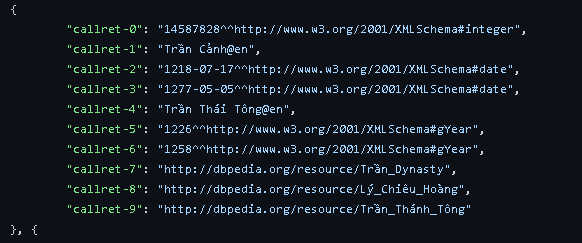 {
"callret-0": "14587828^^http://www.w3.org/2001/XMLSchema#integer",
"callret-1": "Trần Cảnh@en",
"callret-2": "1218-07-17^^http://www.w3.org/2001/XMLSchema#date",
"callret-3": "1277-05-05^^http://www.w3.org/2001/XMLSchema#date",
"callret-4": "Trần Thái Tông@en",
"callret-5": "1226^^http://www.w3.org/2001/XMLSchema#gYear",
"callret-6": "1258^^http://www.w3.org/2001/XMLSchema#gYear",
"callret-7": "http://dbpedia.org/resource/Trần_Dynasty",
"callret-8": "http://dbpedia.org/resource/Lý_Chiêu_Hoàng",
"callret-9": "http://dbpedia.org/resource/Trần_Thánh_Tông"
}, {